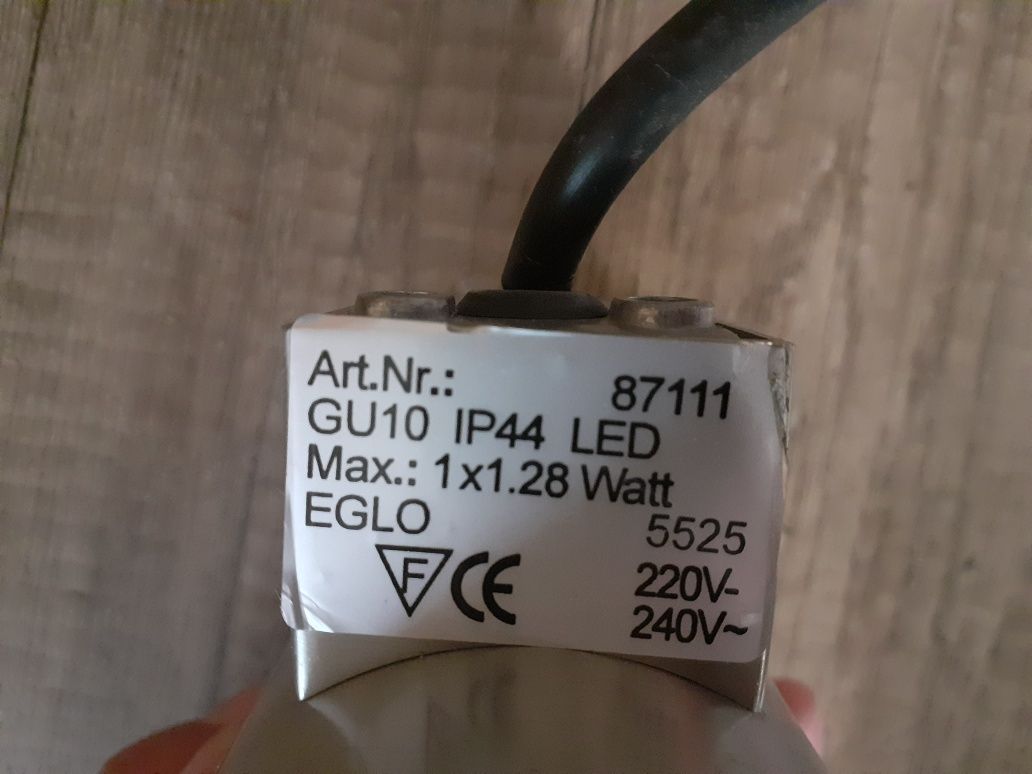 Art.Nr.: 87111
GU10 IP44 LED
Max.: 1x1.28 Watt
EGLO 5525
F CE 220V-
240V~